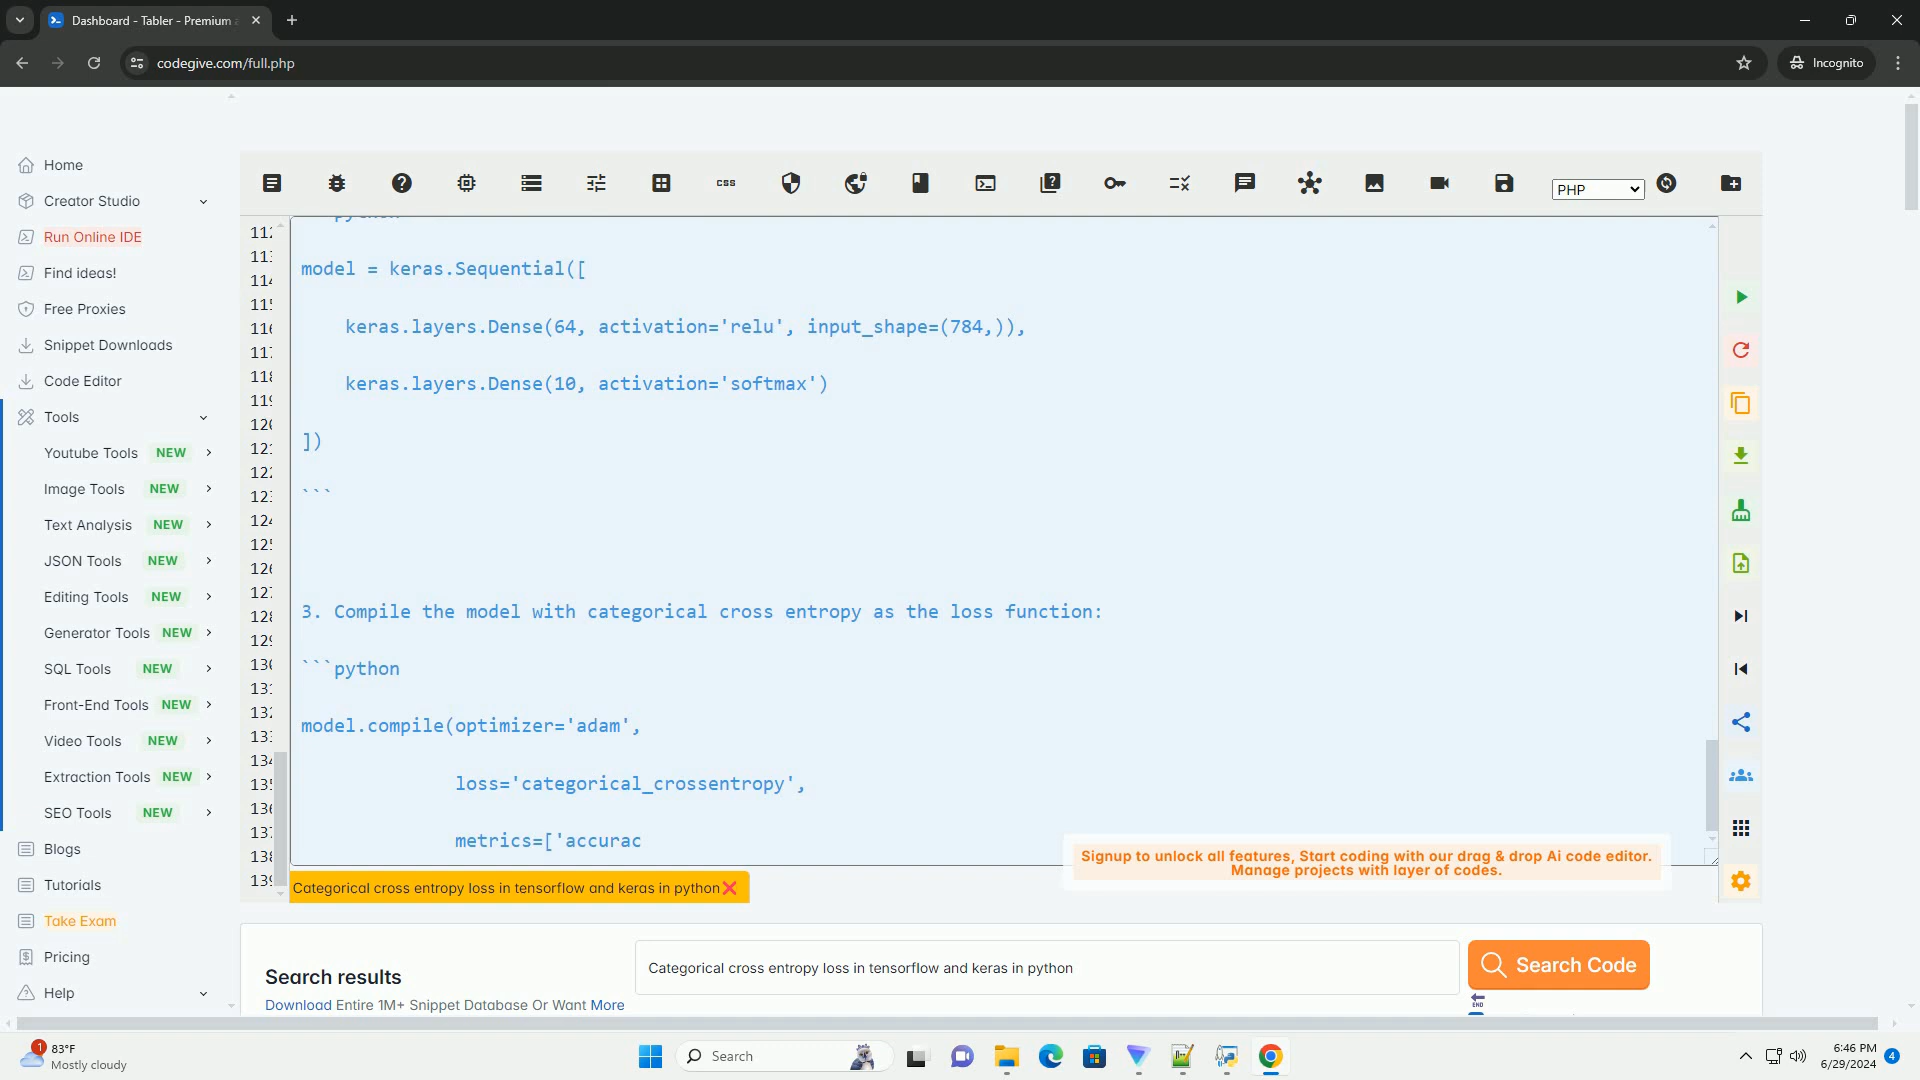 Dashboard - Tabler - Premium
codegive.com/full.php
Incognito
Home
Creator Studio
Run Online IDE
Find ideas!
Free Proxies
Snippet Downloads
Code Editor
Tools
Youtube Tools NEW
Image Tools NEW
Text Analysis NEW
JSON Tools NEW
Editing Tools NEW
Generator Tools NEW
SQL Tools NEW
Front-End Tools NEW
Video Tools NEW
Extraction Tools NEW
SEO Tools NEW
Blogs
Tutorials
Take Exam
Pricing
Help
css
PHP
model = keras.Sequential([
keras.layers.Dense(64, activation='relu', input_shape=(784,)),
keras.layers.Dense(10, activation='softmax')
])
```
3. Compile the model with categorical cross entropy as the loss function:
```python
model.compile(optimizer='adam',
loss='categorical_crossentropy',
metrics=['accurac
Signup to unlock all features, Start coding with our drag & drop Ai code editor.
Manage projects with layer of codes.
Categorical cross entropy loss in tensorflow and keras in python
Search results
Download Entire 1M+ Snippet Database Or Want More
Categorical cross entropy loss in tensorflow and keras in python
Search Code
END
1
83°F
Mostly cloudy
Search
6:46 PM
6/29/2024
4